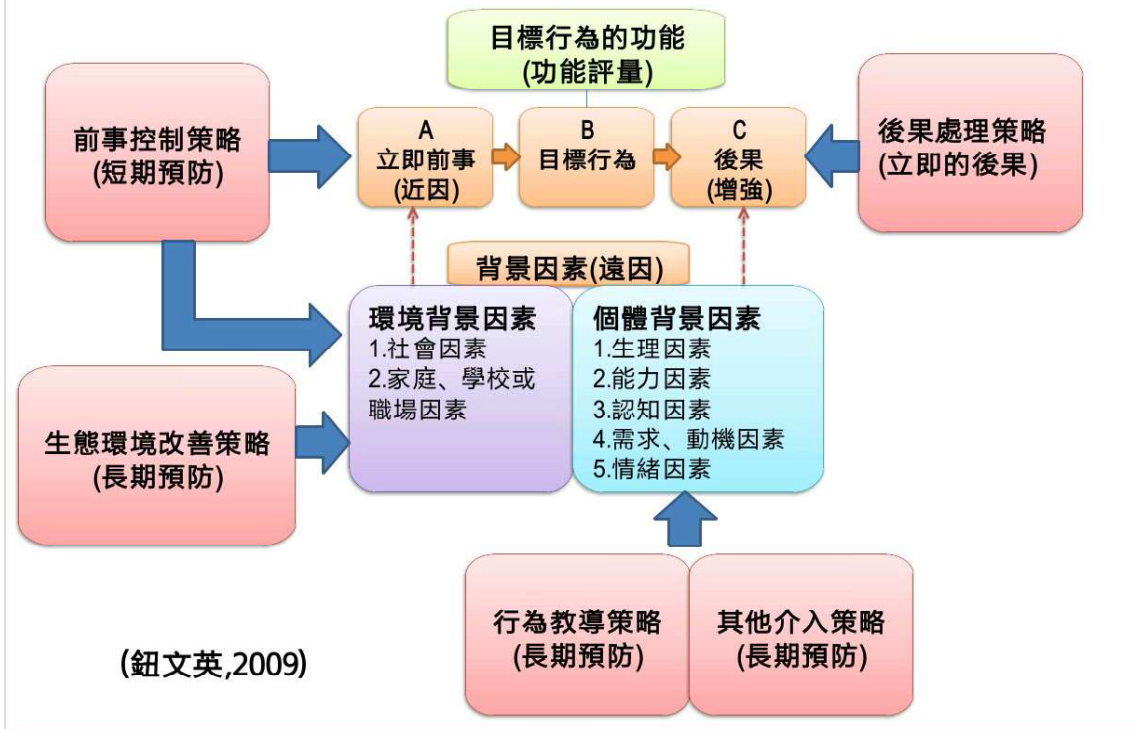 目標行為的功能
(功能評量)
前事控制策略
(短期預防)
A
立即前事
(近因)
B
目標行為
C
後果
(增強)
後果處理策略
(立即的後果)
背景因素(遠因)
環境背景因素
1.社會因素
2.家庭、學校或
職場因素
個體背景因素
1.生理因素
2.能力因素
3.認知因素
4.需求、動機因素
5.情緒因素
生態環境改善策略
(長期預防)
行為教導策略
(長期預防)
其他介入策略
(長期預防)
(鈕文英,2009)